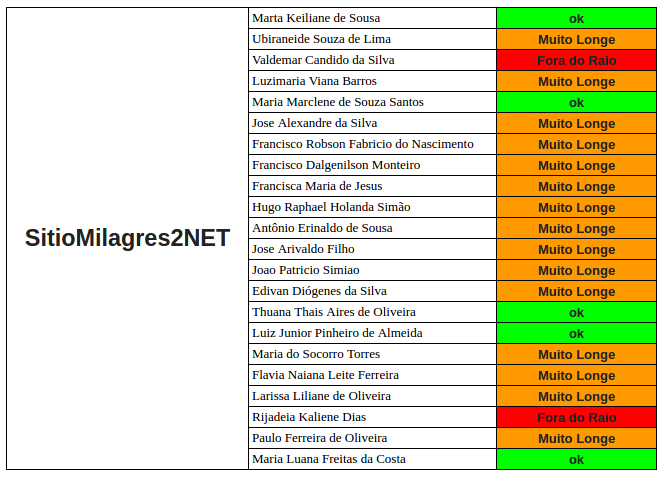 Marta Keiliane de Sousa ok
Ubiraneide Souza de Lima Muito Longe
Valdemar Candido da Silva Fora do Raio
Luzimaria Viana Barros Muito Longe
Maria Marclene de Souza Santos ok
Jose Alexandre da Silva Muito Longe
Francisco Robson Fabricio do Nascimento Muito Longe
Francisco Dalgenilson Monteiro Muito Longe
Francisca Maria de Jesus Muito Longe
Hugo Raphael Holanda Simão Muito Longe
SitioMilagres2NET
Antônio Erinaldo de Sousa Muito Longe
Jose Arivaldo Filho Muito Longe
Joao Patricio Simiao Muito Longe
Edivan Diógenes da Silva Muito Longe
Thuana Thais Aires de Oliveira ok
Luiz Junior Pinheiro de Almeida ok
Maria do Socorro Torres Muito Longe
Flavia Naiana Leite Ferreira Muito Longe
Larissa Liliane de Oliveira Muito Longe
Rijadeia Kaliene Dias Fora do Raio
Paulo Ferreira de Oliveira Muito Longe
Maria Luana Freitas da Costa ok